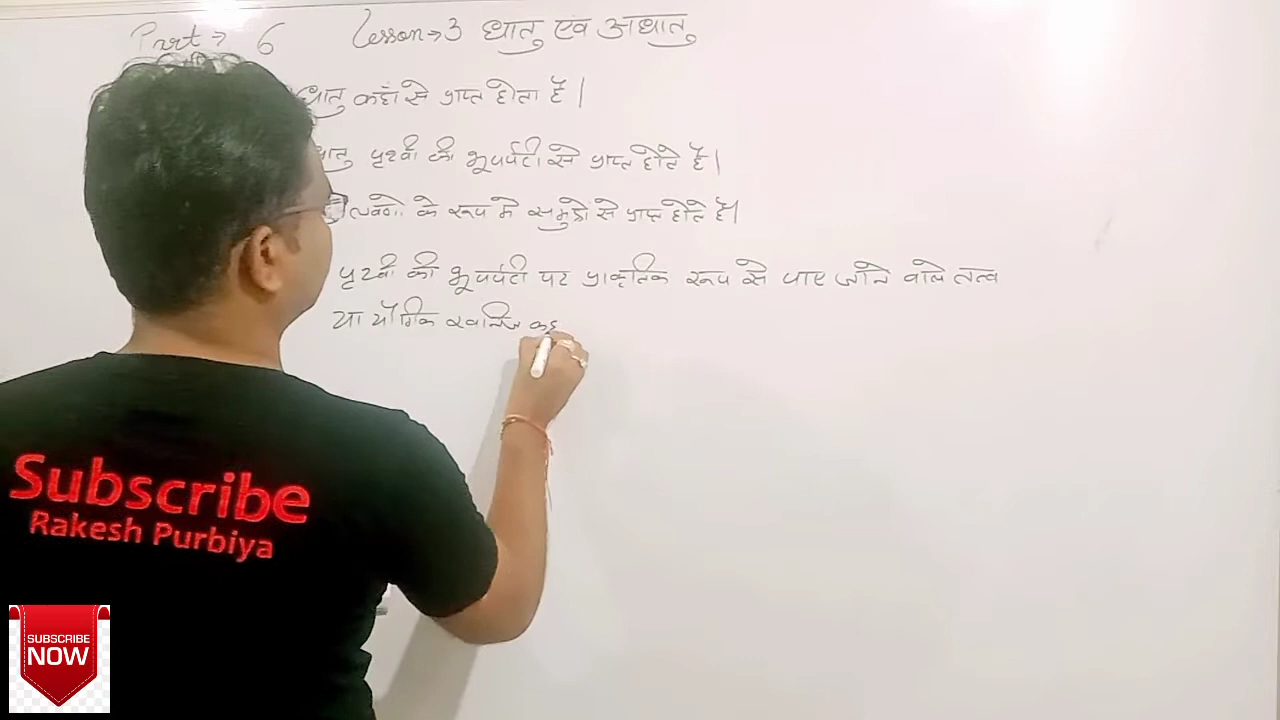 Part → 6 Lesson → 3 धातु एवं अधातु
धातु कहाँ से प्राप्त होता है |
धातु पृथ्वी की भूपर्पटी से प्राप्त होते है |
लवणो के रूप मे समुद्रो से प्राप्त होते है |
पृथ्वी की भूपर्पटी पर प्राकृतिक रूप से पाए जाने वाले तत्व
या यौगिक खनिज कह
Subscribe
Rakesh Purbiya
SUBSCRIBE
NOW